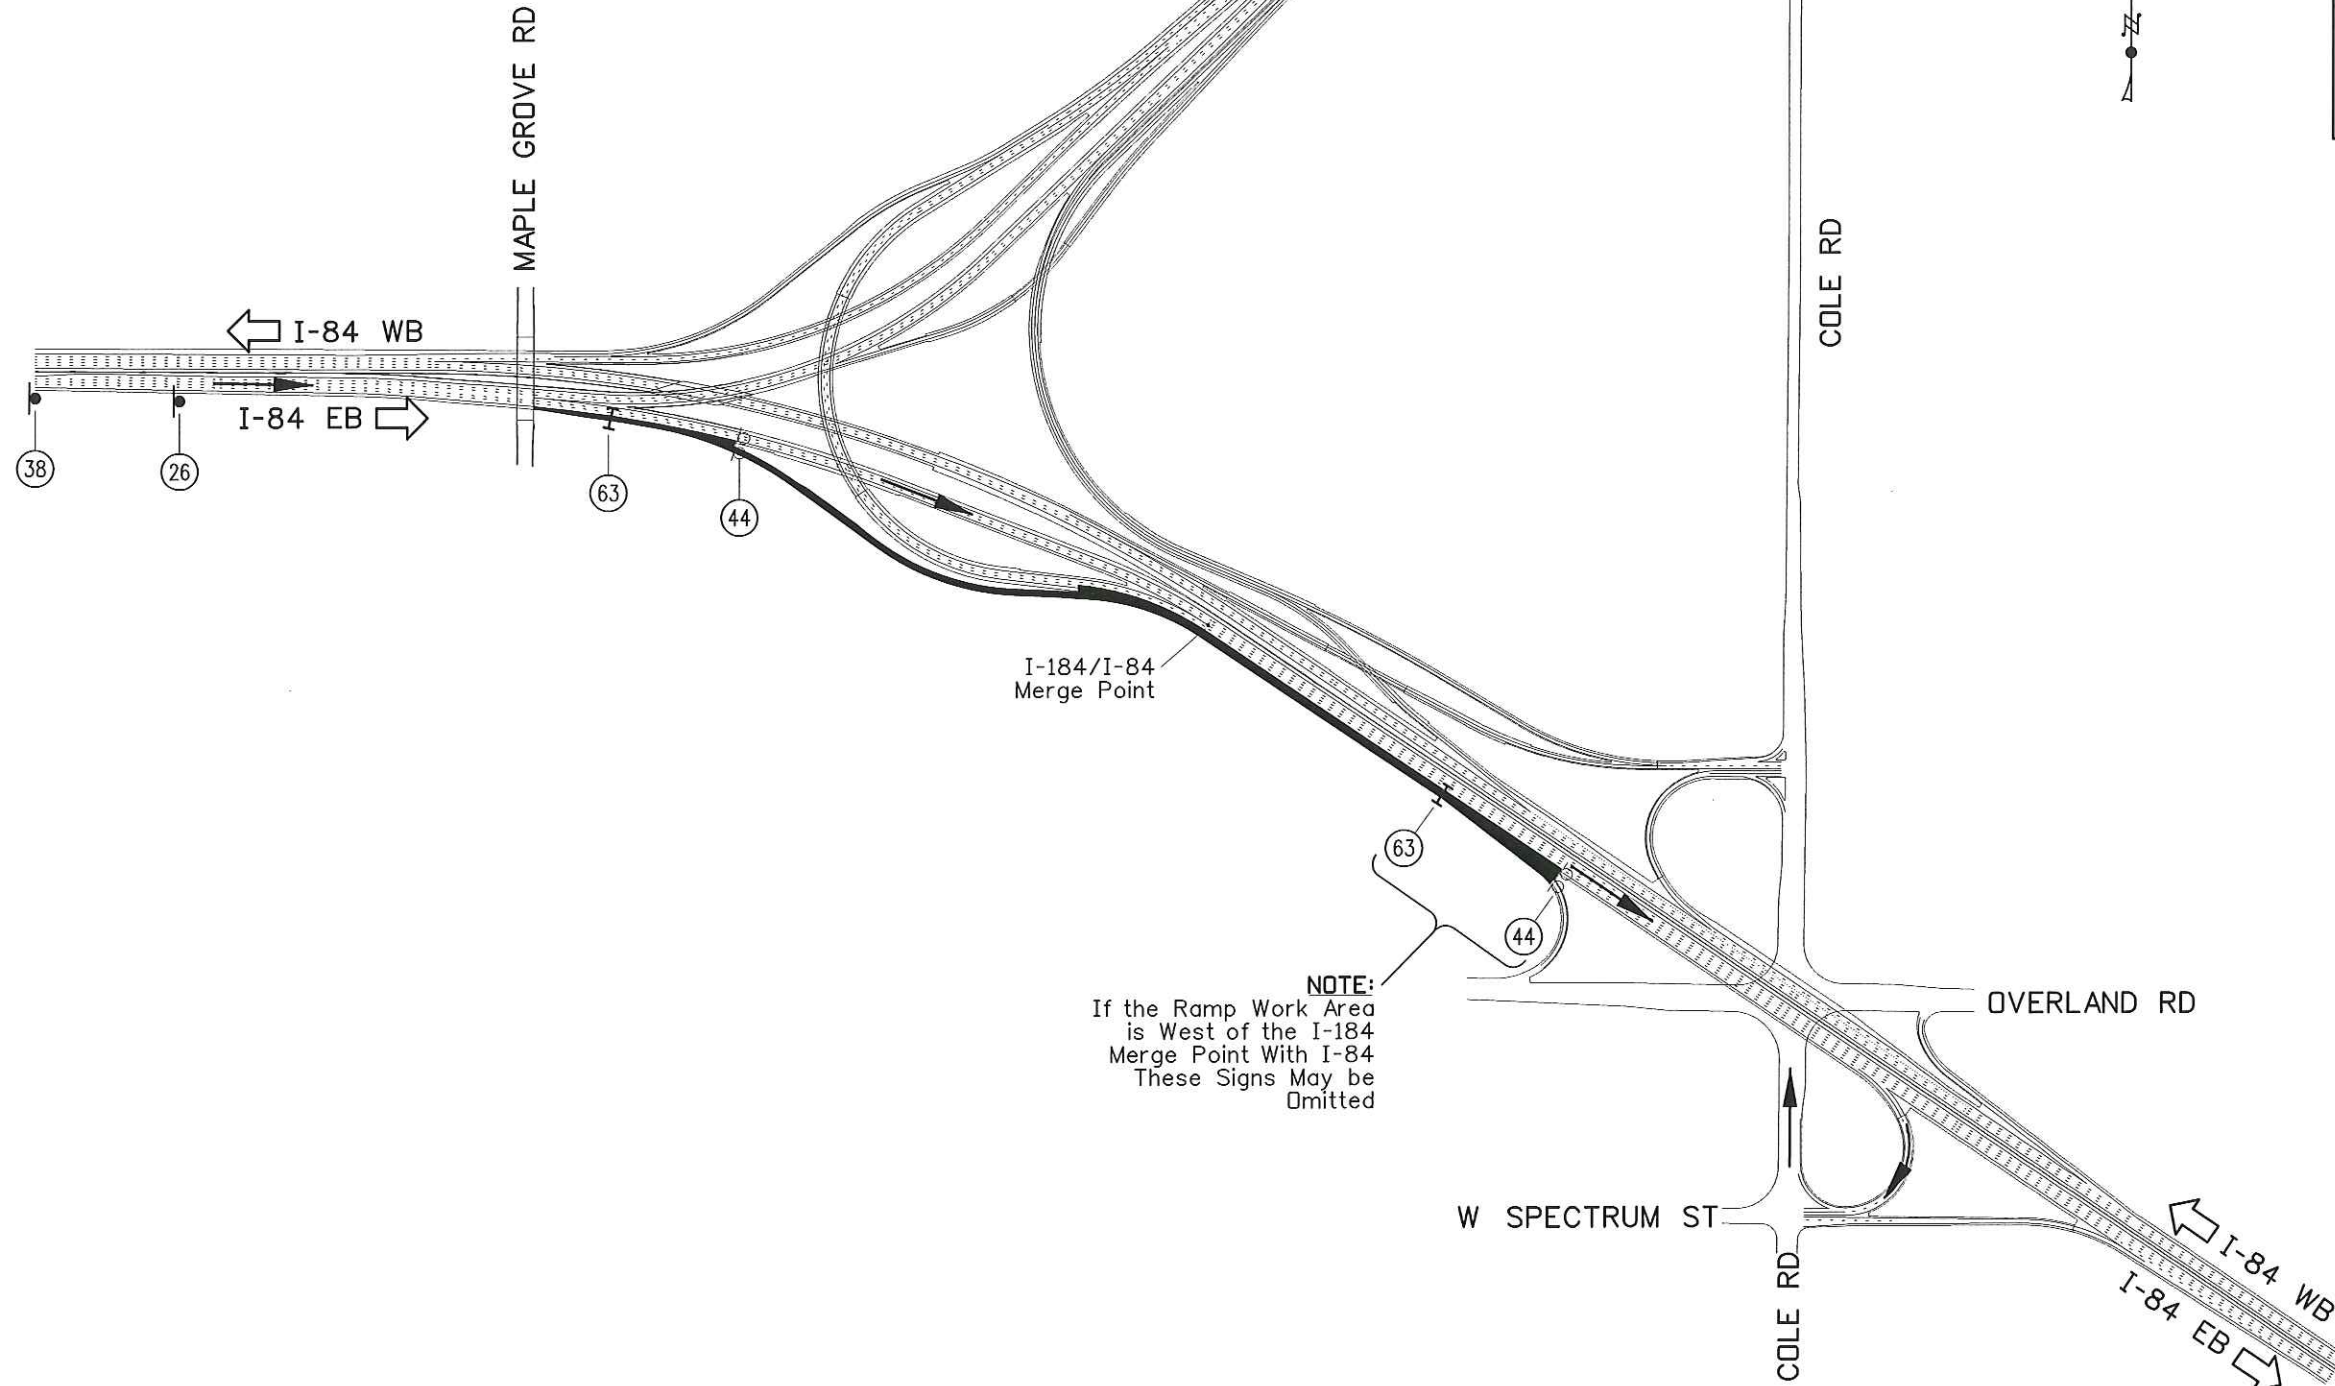 MAPLE GROVE RD
N
COLE RD
I-84 WB
I-84 EB
38
26
63
44
I-184/I-84
Merge Point
63
44
NOTE:
If the Ramp Work Area
is West of the I-184
Merge Point With I-84
These Signs May be
Omitted
OVERLAND RD
W SPECTRUM ST
COLE RD
I-84 WB
I-84 EB